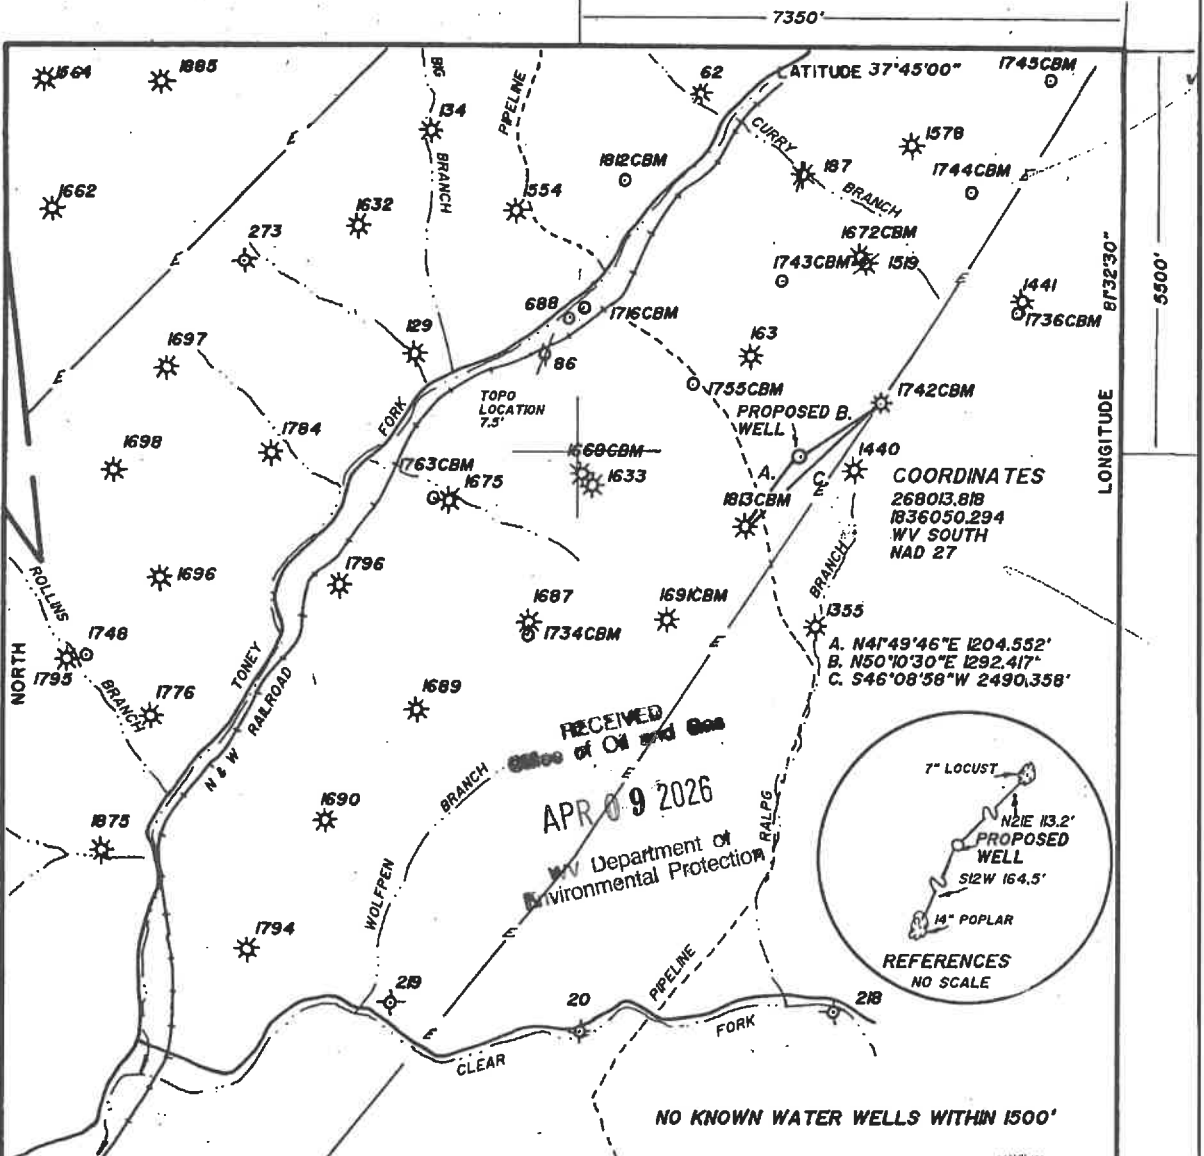 7350'
LATITUDE 37°45'00"
1745CBM
1564
1885
BIG
134
BRANCH
PIPELINE
62
CURRY
1578
187
BRANCH
1744CBM
1812CBM
E
1662
273
1632
554
1672CBM
1519
1743CBM
81°32'30"
LONGITUDE
5500'
1441
1736CBM
E
E
688
1716CBM
1697
129
86
163
E
TOPO
LOCATION
7.5'
FORK
1755CBM
1742CBM
PROPOSED
WELL
B.
1698
1784
1763CBM
1675
1669CBM
1633
A.
C.
E
1813CBM
1440
COORDINATES
268013.818
1836050.294
WV SOUTH
NAD 27
1696
1796
ROLLINS
BRANCH
1687
1734CBM
1691CBM
BRANCH
1355
A. N41°49'46"E 1204.552'
B. N50°10'30"E 1292.417'
C. S46°08'58"W 2490.358'
NORTH
1748
1795
1776
TONEY
N & W RAILROAD
1689
E
RECEIVED
Office of Oil and Gas
APR 09 2026
WV Department of
Environmental Protection
E
BRANCH
WOLFPEN
1690
RALPG
7" LOCUST
N21E 113.2'
PROPOSED
WELL
S12W 164.5'
14" POPLAR
REFERENCES
NO SCALE
1875
1794
E
219
20
PIPELINE
218
E
CLEAR
FORK
NO KNOWN WATER WELLS WITHIN 1500'